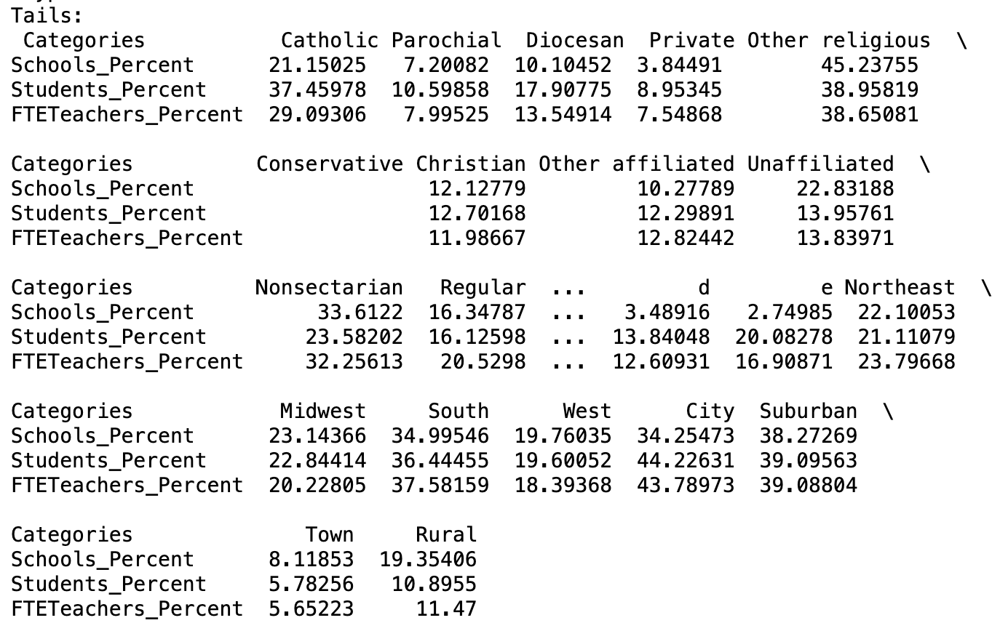 Tails:
 Categories           Catholic Parochial  Diocesan  Private Other religious  \
Schools_Percent      21.15025   7.20082  10.10452  3.84491        45.23755
Students_Percent     37.45978  10.59858  17.90775  8.95345        38.95819
FTETeachers_Percent  29.09306   7.99525  13.54914  7.54868        38.65081

Categories          Conservative Christian Other affiliated Unaffiliated  \
Schools_Percent                   12.12779         10.27789     22.83188
Students_Percent                  12.70168         12.29891     13.95761
FTETeachers_Percent               11.98667         12.82442     13.83971

Categories          Nonsectarian   Regular  ...         d         e Northeast  \
Schools_Percent          33.6122  16.34787  ...   3.48916   2.74985  22.10053
Students_Percent        23.58202  16.12598  ...  13.84048  20.08278  21.11079
FTETeachers_Percent     32.25613   20.5298  ...  12.60931  16.90871  23.79668

Categories            Midwest     South      West      City  Suburban  \
Schools_Percent      23.14366  34.99546  19.76035  34.25473  38.27269
Students_Percent     22.84414  36.44455  19.60052  44.22631  39.09563
FTETeachers_Percent  20.22805  37.58159  18.39368  43.78973  39.08804

Categories              Town     Rural
Schools_Percent      8.11853  19.35406
Students_Percent     5.78256   10.8955
FTETeachers_Percent  5.65223     11.47